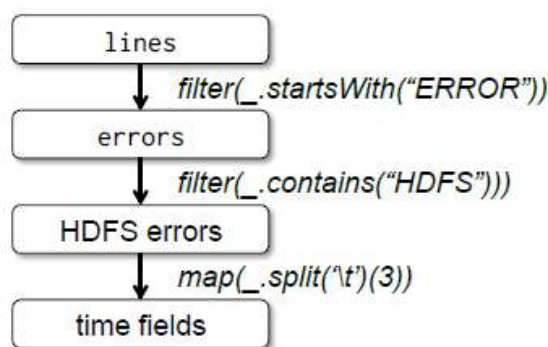 lines
filter(_.startsWith(“ERROR”))
errors
filter(_.contains(“HDFS”)))
HDFS errors
map(_.split(‘\t’)(3))
time fields